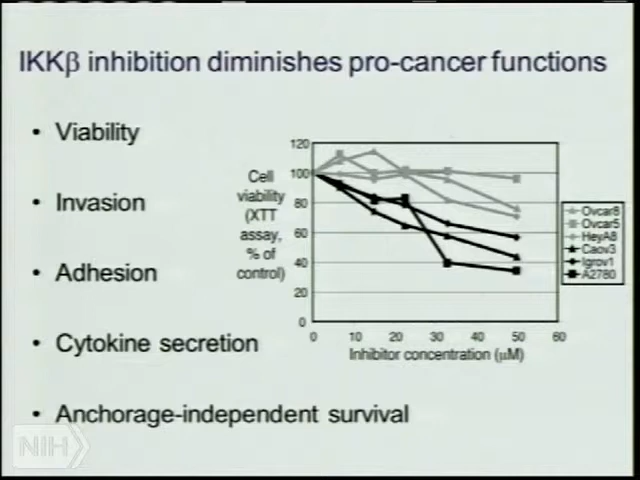 IKKβ inhibition diminishes pro-cancer functions
• Viability
• Invasion
• Adhesion
• Cytokine secretion
• Anchorage-independent survival
Cell
viability
(XTT
assay,
% of
control)
120
100
80
60
40
20
0
0 10 20 30 40 50 60
Inhibitor concentration (μM)
Ovcar8
Ovcar5
HeyA8
Caov3
Igrov1
A2780
NIH